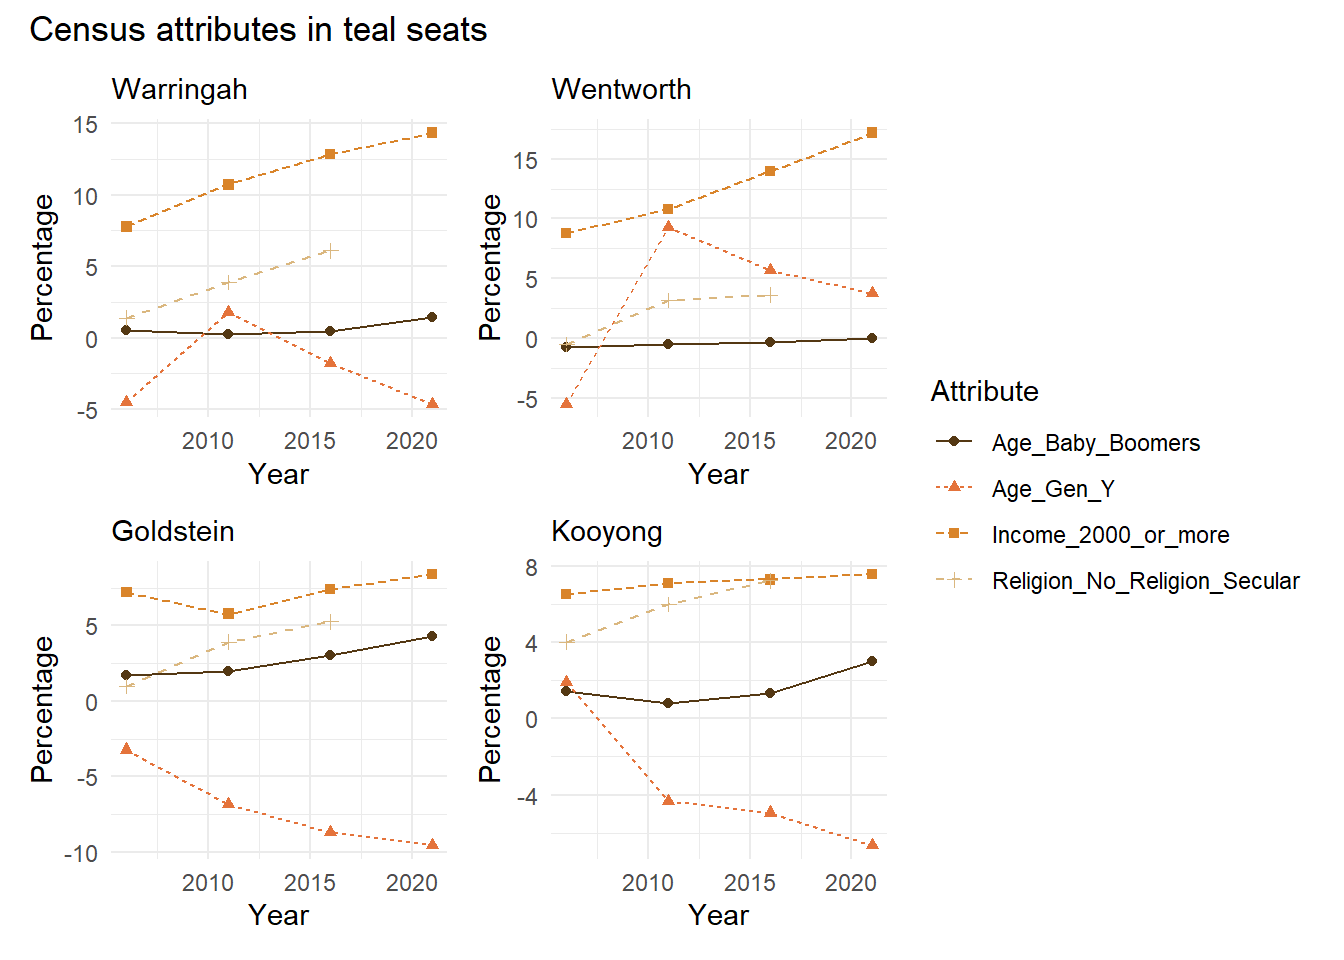 Census attributes in teal seats
Warringah
15
10
5
0
-5
Percentage
2010 2015 2020
Year
Wentworth
15
10
5
0
-5
Percentage
2010 2015 2020
Year
Goldstein
5
0
-5
-10
Percentage
2010 2015 2020
Year
Kooyong
8
4
0
-4
Percentage
2010 2015 2020
Year
Attribute
Age_Baby_Boomers
Age_Gen_Y
Income_2000_or_more
Religion_No_Religion_Secular